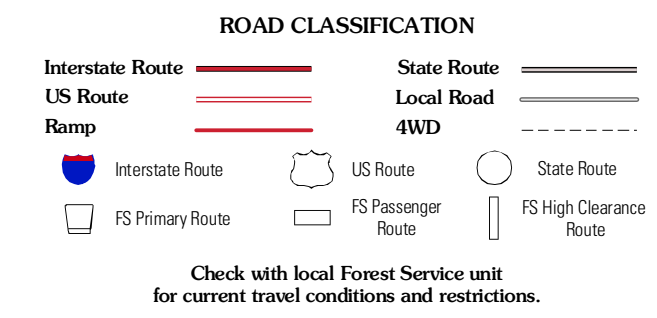 ROAD CLASSIFICATION
Interstate Route
State Route
US Route
Local Road
Ramp
4WD
Interstate Route
US Route
State Route
FS Primary Route
FS Passenger
Route
FS High Clearance
Route
Check with local Forest Service unit
for current travel conditions and restrictions.